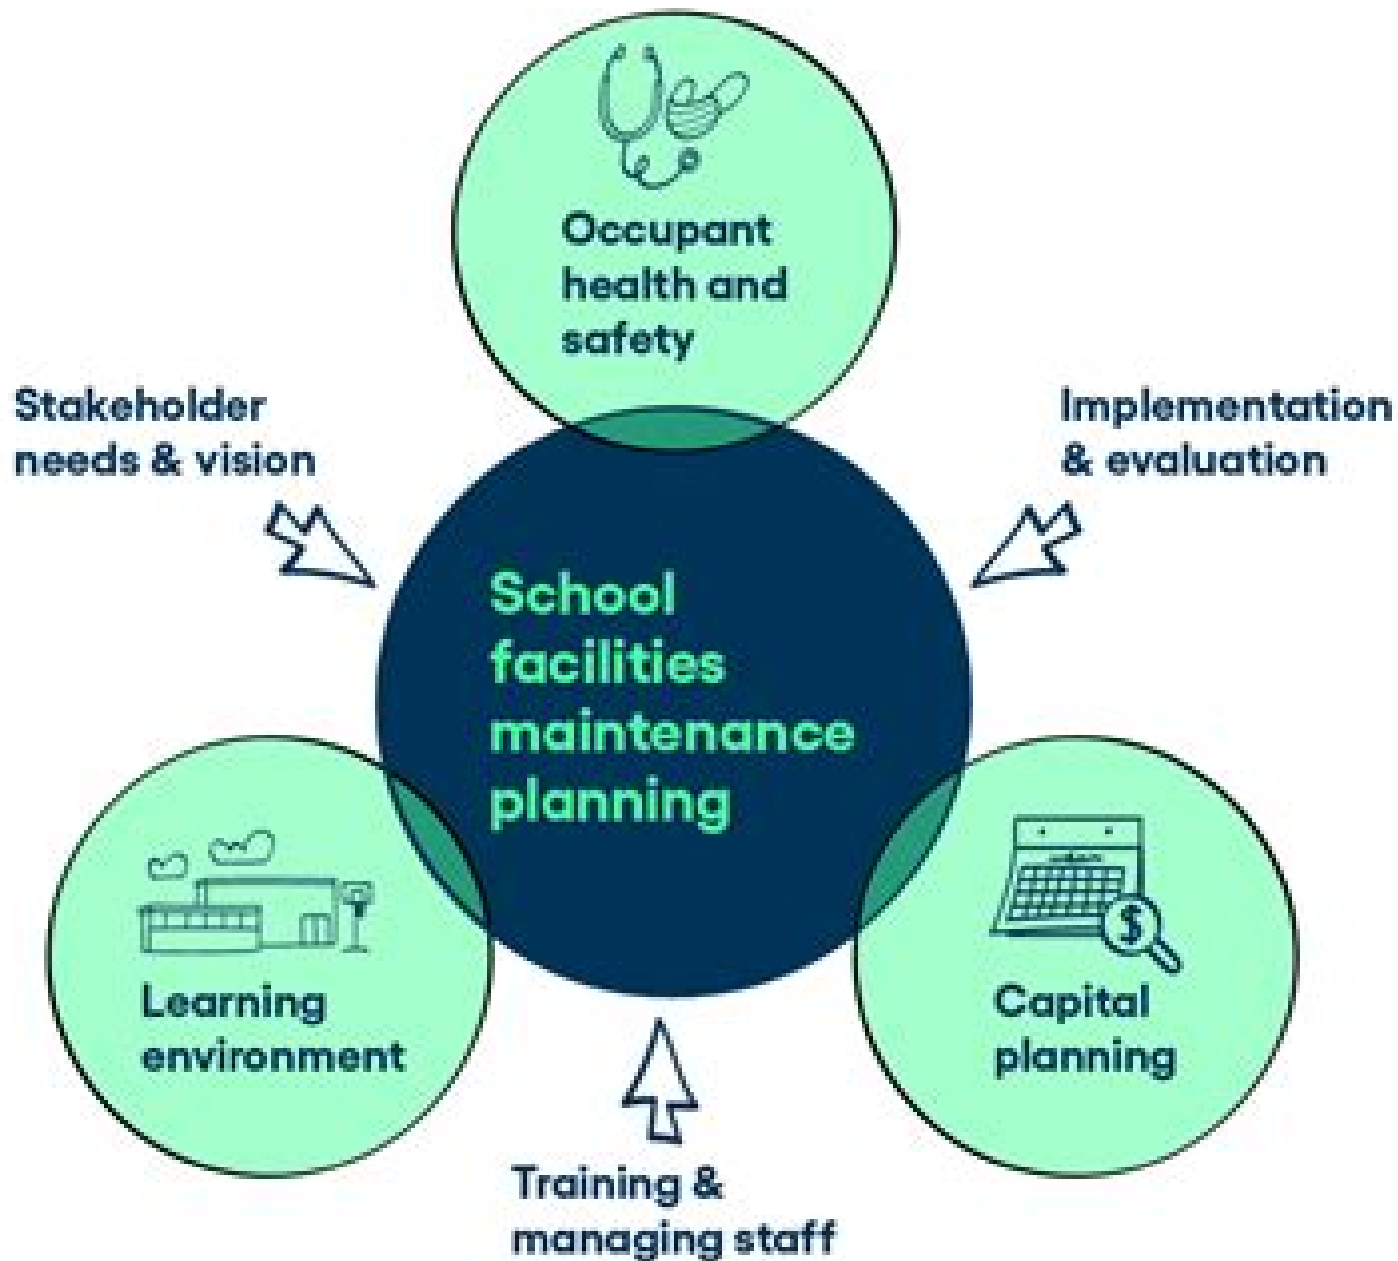 Occupant
health and
safety
Stakeholder
needs & vision
Implementation
& evaluation
School
facilities
maintenance
planning
Learning
environment
$
Capital
planning
Training &
managing staff